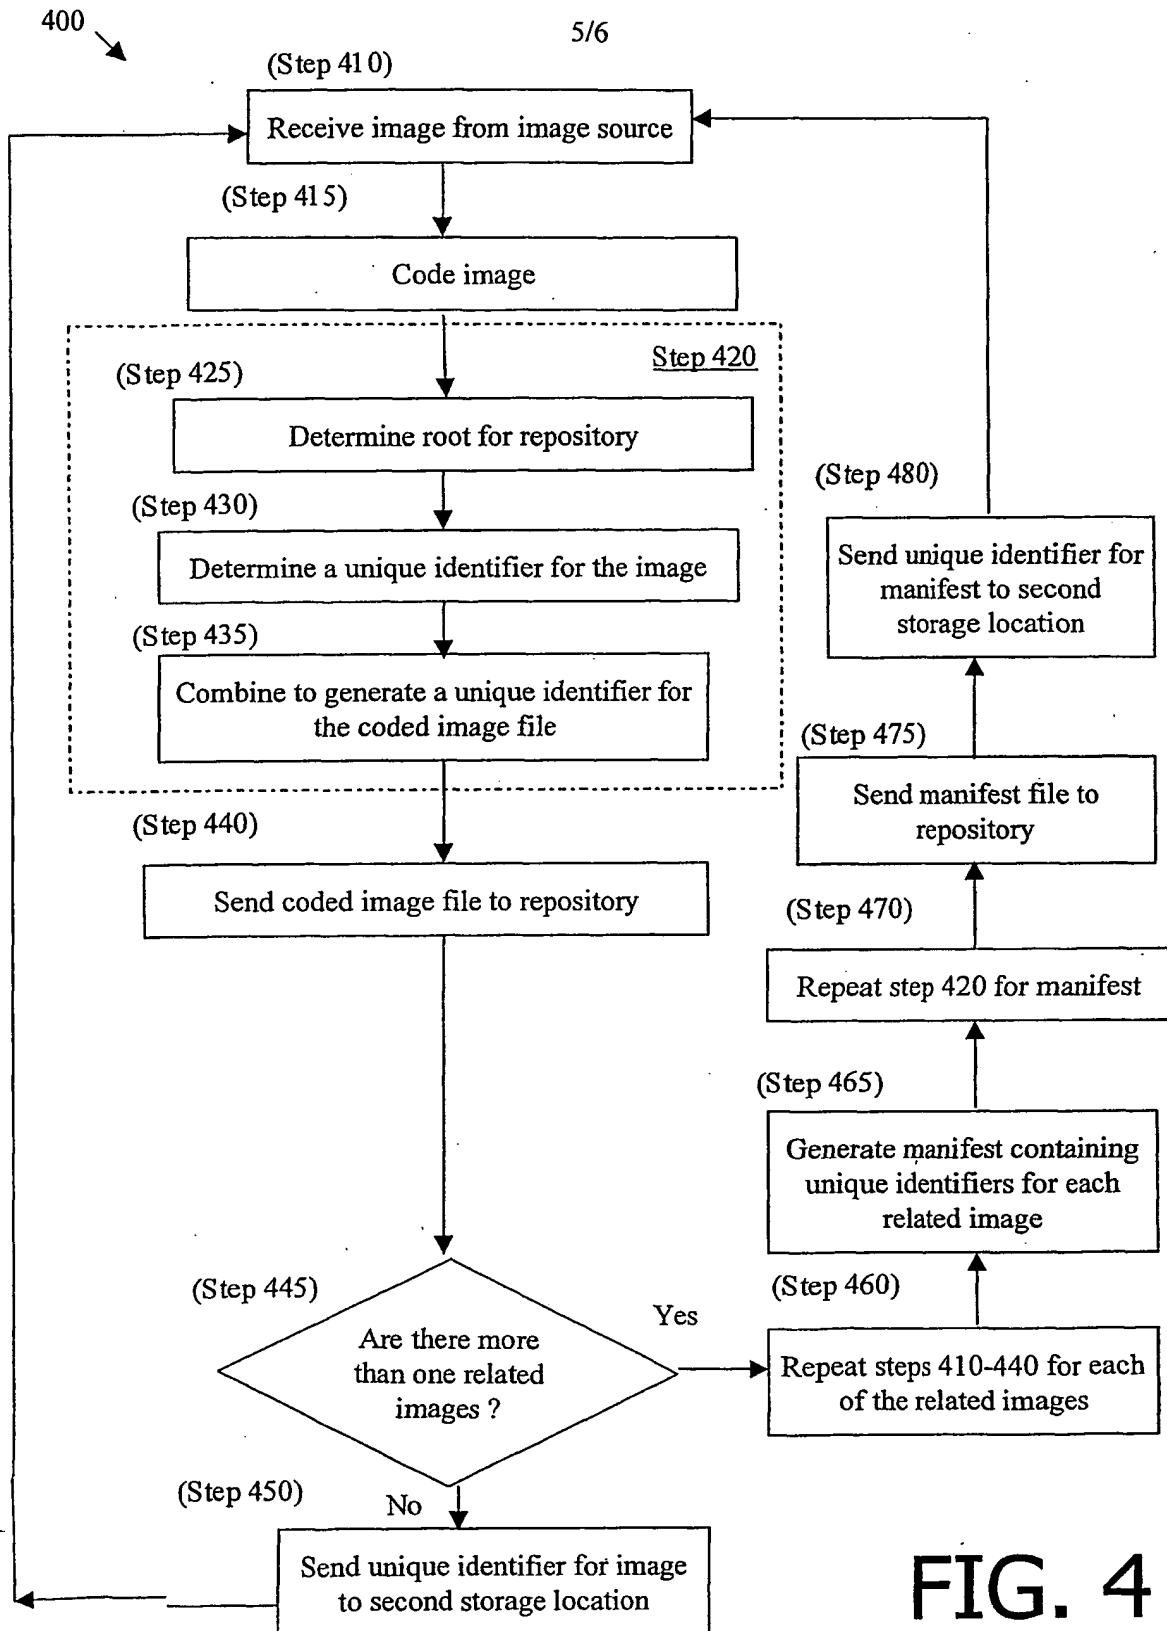 400
5/6
(Step 410)
Receive image from image source
(Step 415)
Code image
Step 420
(Step 425)
Determine root for repository
(Step 430)
Determine a unique identifier for the image
(Step 435)
Combine to generate a unique identifier for
the coded image file
(Step 440)
Send coded image file to repository
(Step 445)
Are there more
than one related
images ?
Yes
No
(Step 450)
Send unique identifier for image
to second storage location
(Step 460)
Repeat steps 410-440 for each
of the related images
(Step 465)
Generate manifest containing
unique identifiers for each
related image
(Step 470)
Repeat step 420 for manifest
(Step 475)
Send manifest file to
repository
(Step 480)
Send unique identifier for
manifest to second
storage location
FIG. 4